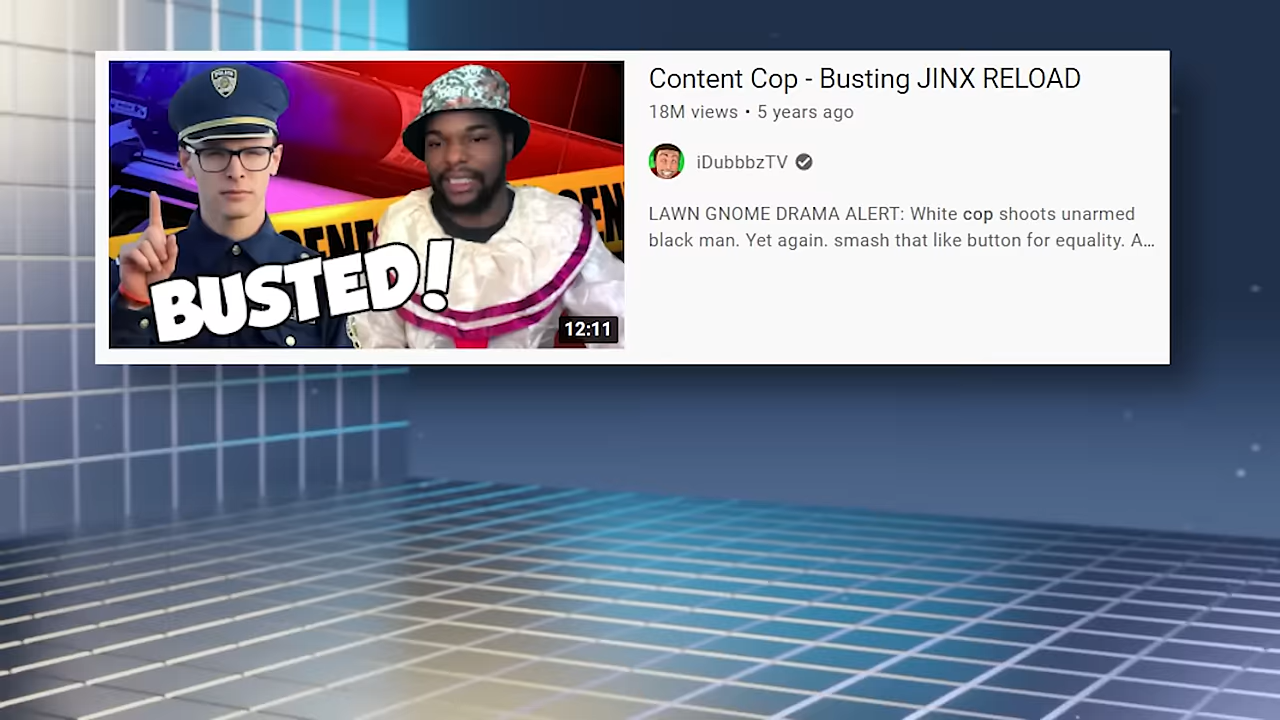 Content Cop - Busting JINX RELOAD
18M views • 5 years ago
iDubbbzTV
LAWN GNOME DRAMA ALERT: White cop shoots unarmed
black man. Yet again. smash that like button for equality. A...
BUSTED!
12:11